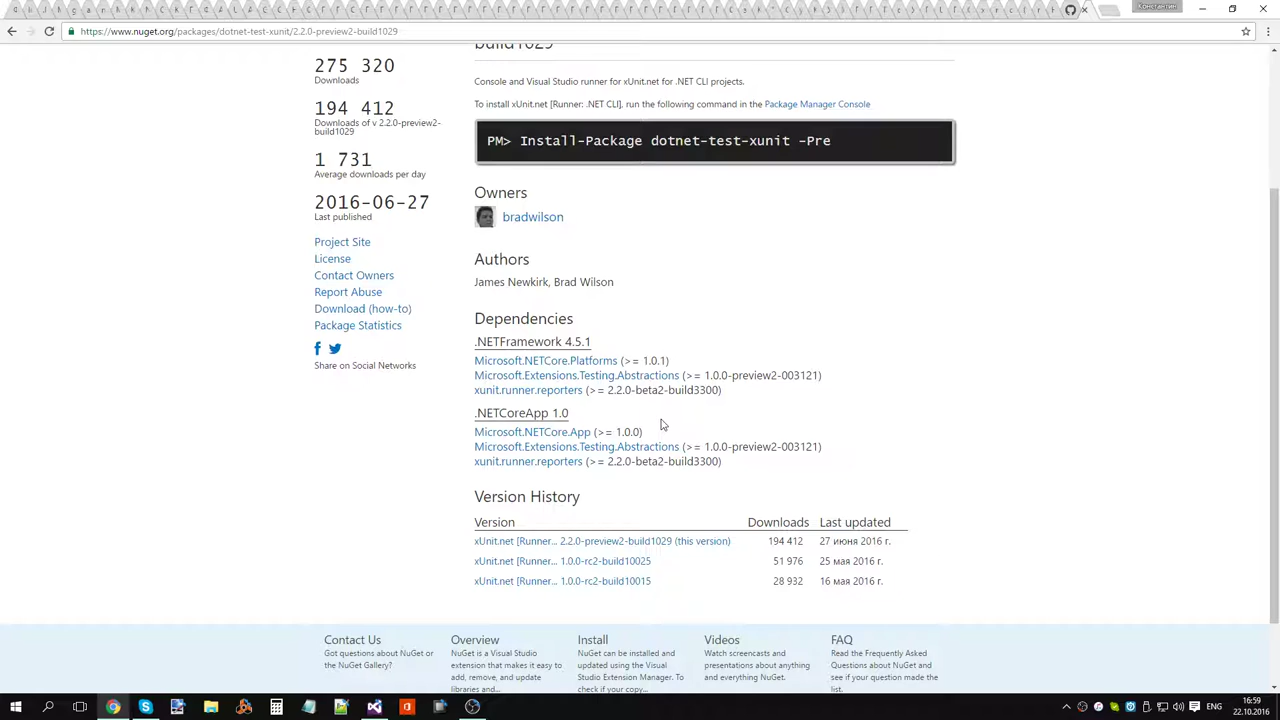 Константин
https://www.nuget.org/packages/dotnet-test-xunit/2.2.0-preview2-build1029
build1029
275 320
Downloads
194 412
Downloads of v 2.2.0-preview2-
build1029
1 731
Average downloads per day
2016-06-27
Last published
Project Site
License
Contact Owners
Report Abuse
Download (how-to)
Package Statistics
Share on Social Networks
Console and Visual Studio runner for xUnit.net for .NET CLI projects.
To install xUnit.net [Runner: .NET CLI], run the following command in the Package Manager Console
PM> Install-Package dotnet-test-xunit -Pre
Owners
bradwilson
Authors
James Newkirk, Brad Wilson
Dependencies
.NETFramework 4.5.1
Microsoft.NETCore.Platforms (>= 1.0.1)
Microsoft.Extensions.Testing.Abstractions (>= 1.0.0-preview2-003121)
xunit.runner.reporters (>= 2.2.0-beta2-build3300)
.NETCoreApp 1.0
Microsoft.NETCore.App (>= 1.0.0)
Microsoft.Extensions.Testing.Abstractions (>= 1.0.0-preview2-003121)
xunit.runner.reporters (>= 2.2.0-beta2-build3300)
Version History
Version Downloads Last updated
xUnit.net [Runner... 2.2.0-preview2-build1029 (this version) 194 412 27 июня 2016 г.
xUnit.net [Runner... 1.0.0-rc2-build10025 51 976 25 мая 2016 г.
xUnit.net [Runner... 1.0.0-rc2-build10015 28 932 16 мая 2016 г.
Contact Us
Got questions about NuGet or
the NuGet Gallery?
Overview
NuGet is a Visual Studio
extension that makes it easy to
add, remove, and update
libraries and...
Install
NuGet can be installed and
updated using the Visual
Studio Extension Manager. To
check if your copy...
Videos
Watch screencasts and
presentations about anything
and everything NuGet.
FAQ
Read the Frequently Asked
Questions about NuGet and
see if your question made the
list.
ENG
16:59
22.10.2016